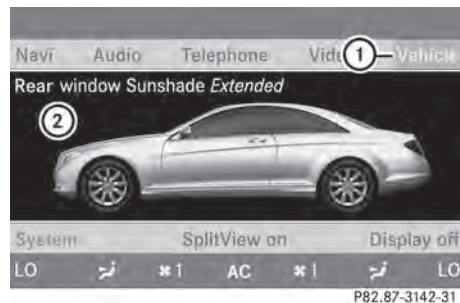 Navi Audio Telephone Vide 1 Vehicle
Rear window Sunshade Extended
2
System SplitView on Display off
LO 1 AC 1 LO
P82.87-3142-31